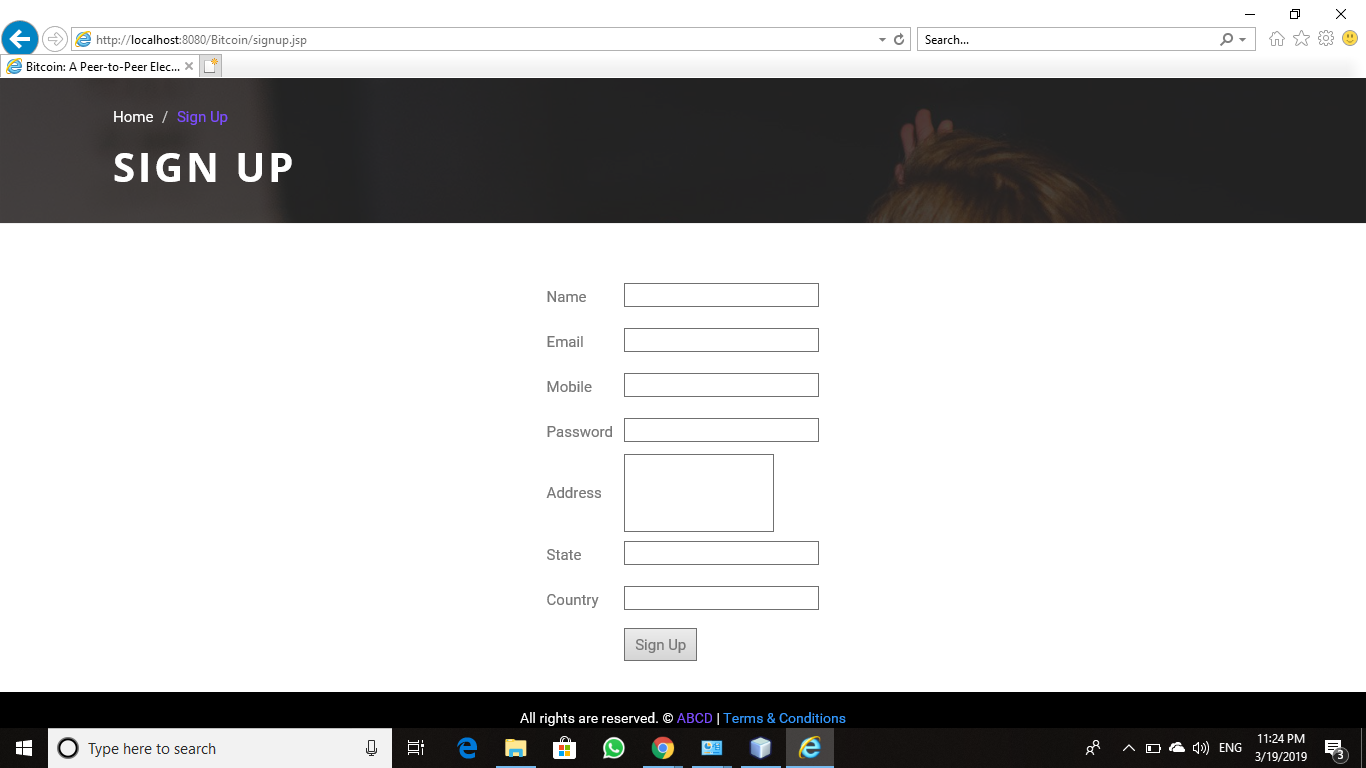 http://localhost:8080/Bitcoin/signup.jsp
Search...
Bitcoin: A Peer-to-Peer Elec...
Home / Sign Up
SIGN UP
Name
Email
Mobile
Password
Address
State
Country
Sign Up
All rights are reserved. © ABCD | Terms & Conditions
Type here to search
ENG
11:24 PM
3/19/2019
3